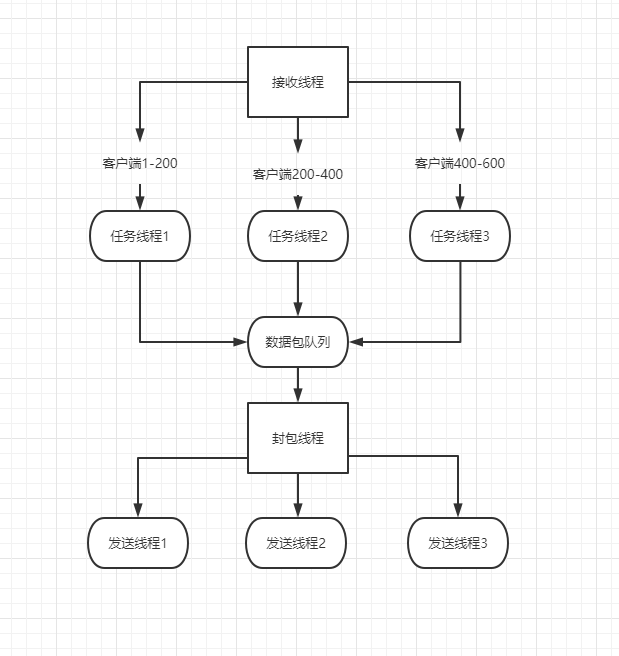 接收线程
客户端1-200
客户端200-400
客户端400-600
任务线程1
任务线程2
任务线程3
数据包队列
封包线程
发送线程1
发送线程2
发送线程3